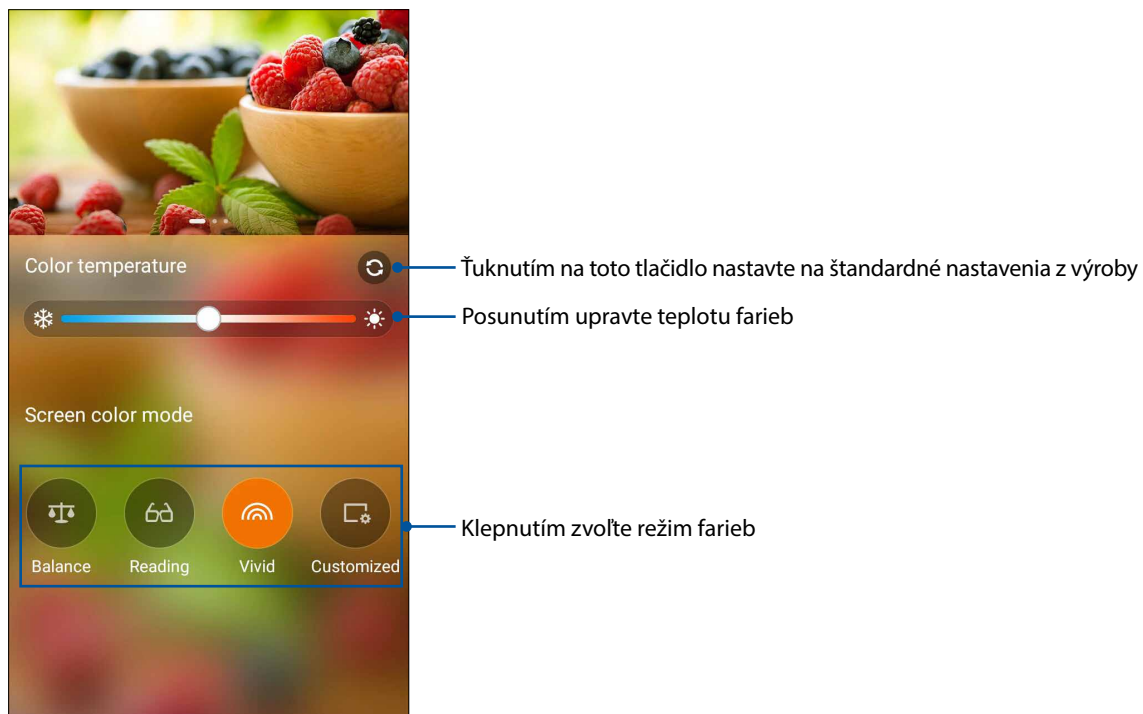 Color temperature
Ťuknutím na toto tlačidlo nastavte na štandardné nastavenia z výroby
Posunutím upravte teplotu farieb
Screen color mode
Balance Reading Vivid Customized
Klepnutím zvoľte režim farieb